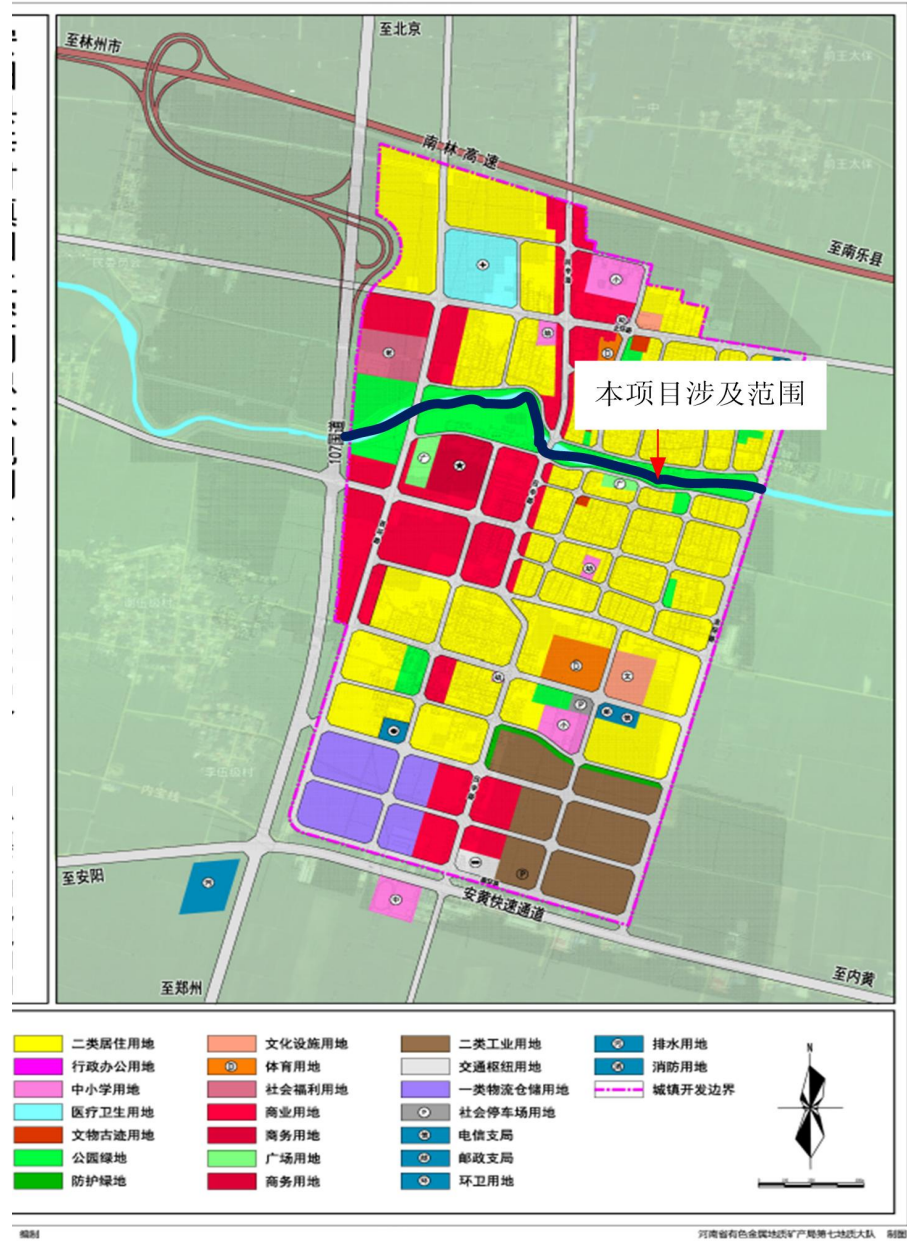 至北京
至林州市
南林高速
至南乐县
本项目涉及范围
107国道
至安阳
安黄快速通道
至郑州
至内黄
二类居住用地
行政办公用地
中小学用地
医疗卫生用地
文物古迹用地
公园绿地
防护绿地
文化设施用地
体育用地
社会福利用地
商业用地
商务用地
广场用地
商务用地
二类工业用地
交通枢纽用地
一类物流仓储用地
社会停车场用地
电信支局
邮政支局
环卫用地
排水用地
消防用地
城镇开发边界
N
编制
河南省有色金属地质矿产局第七地质大队 制图